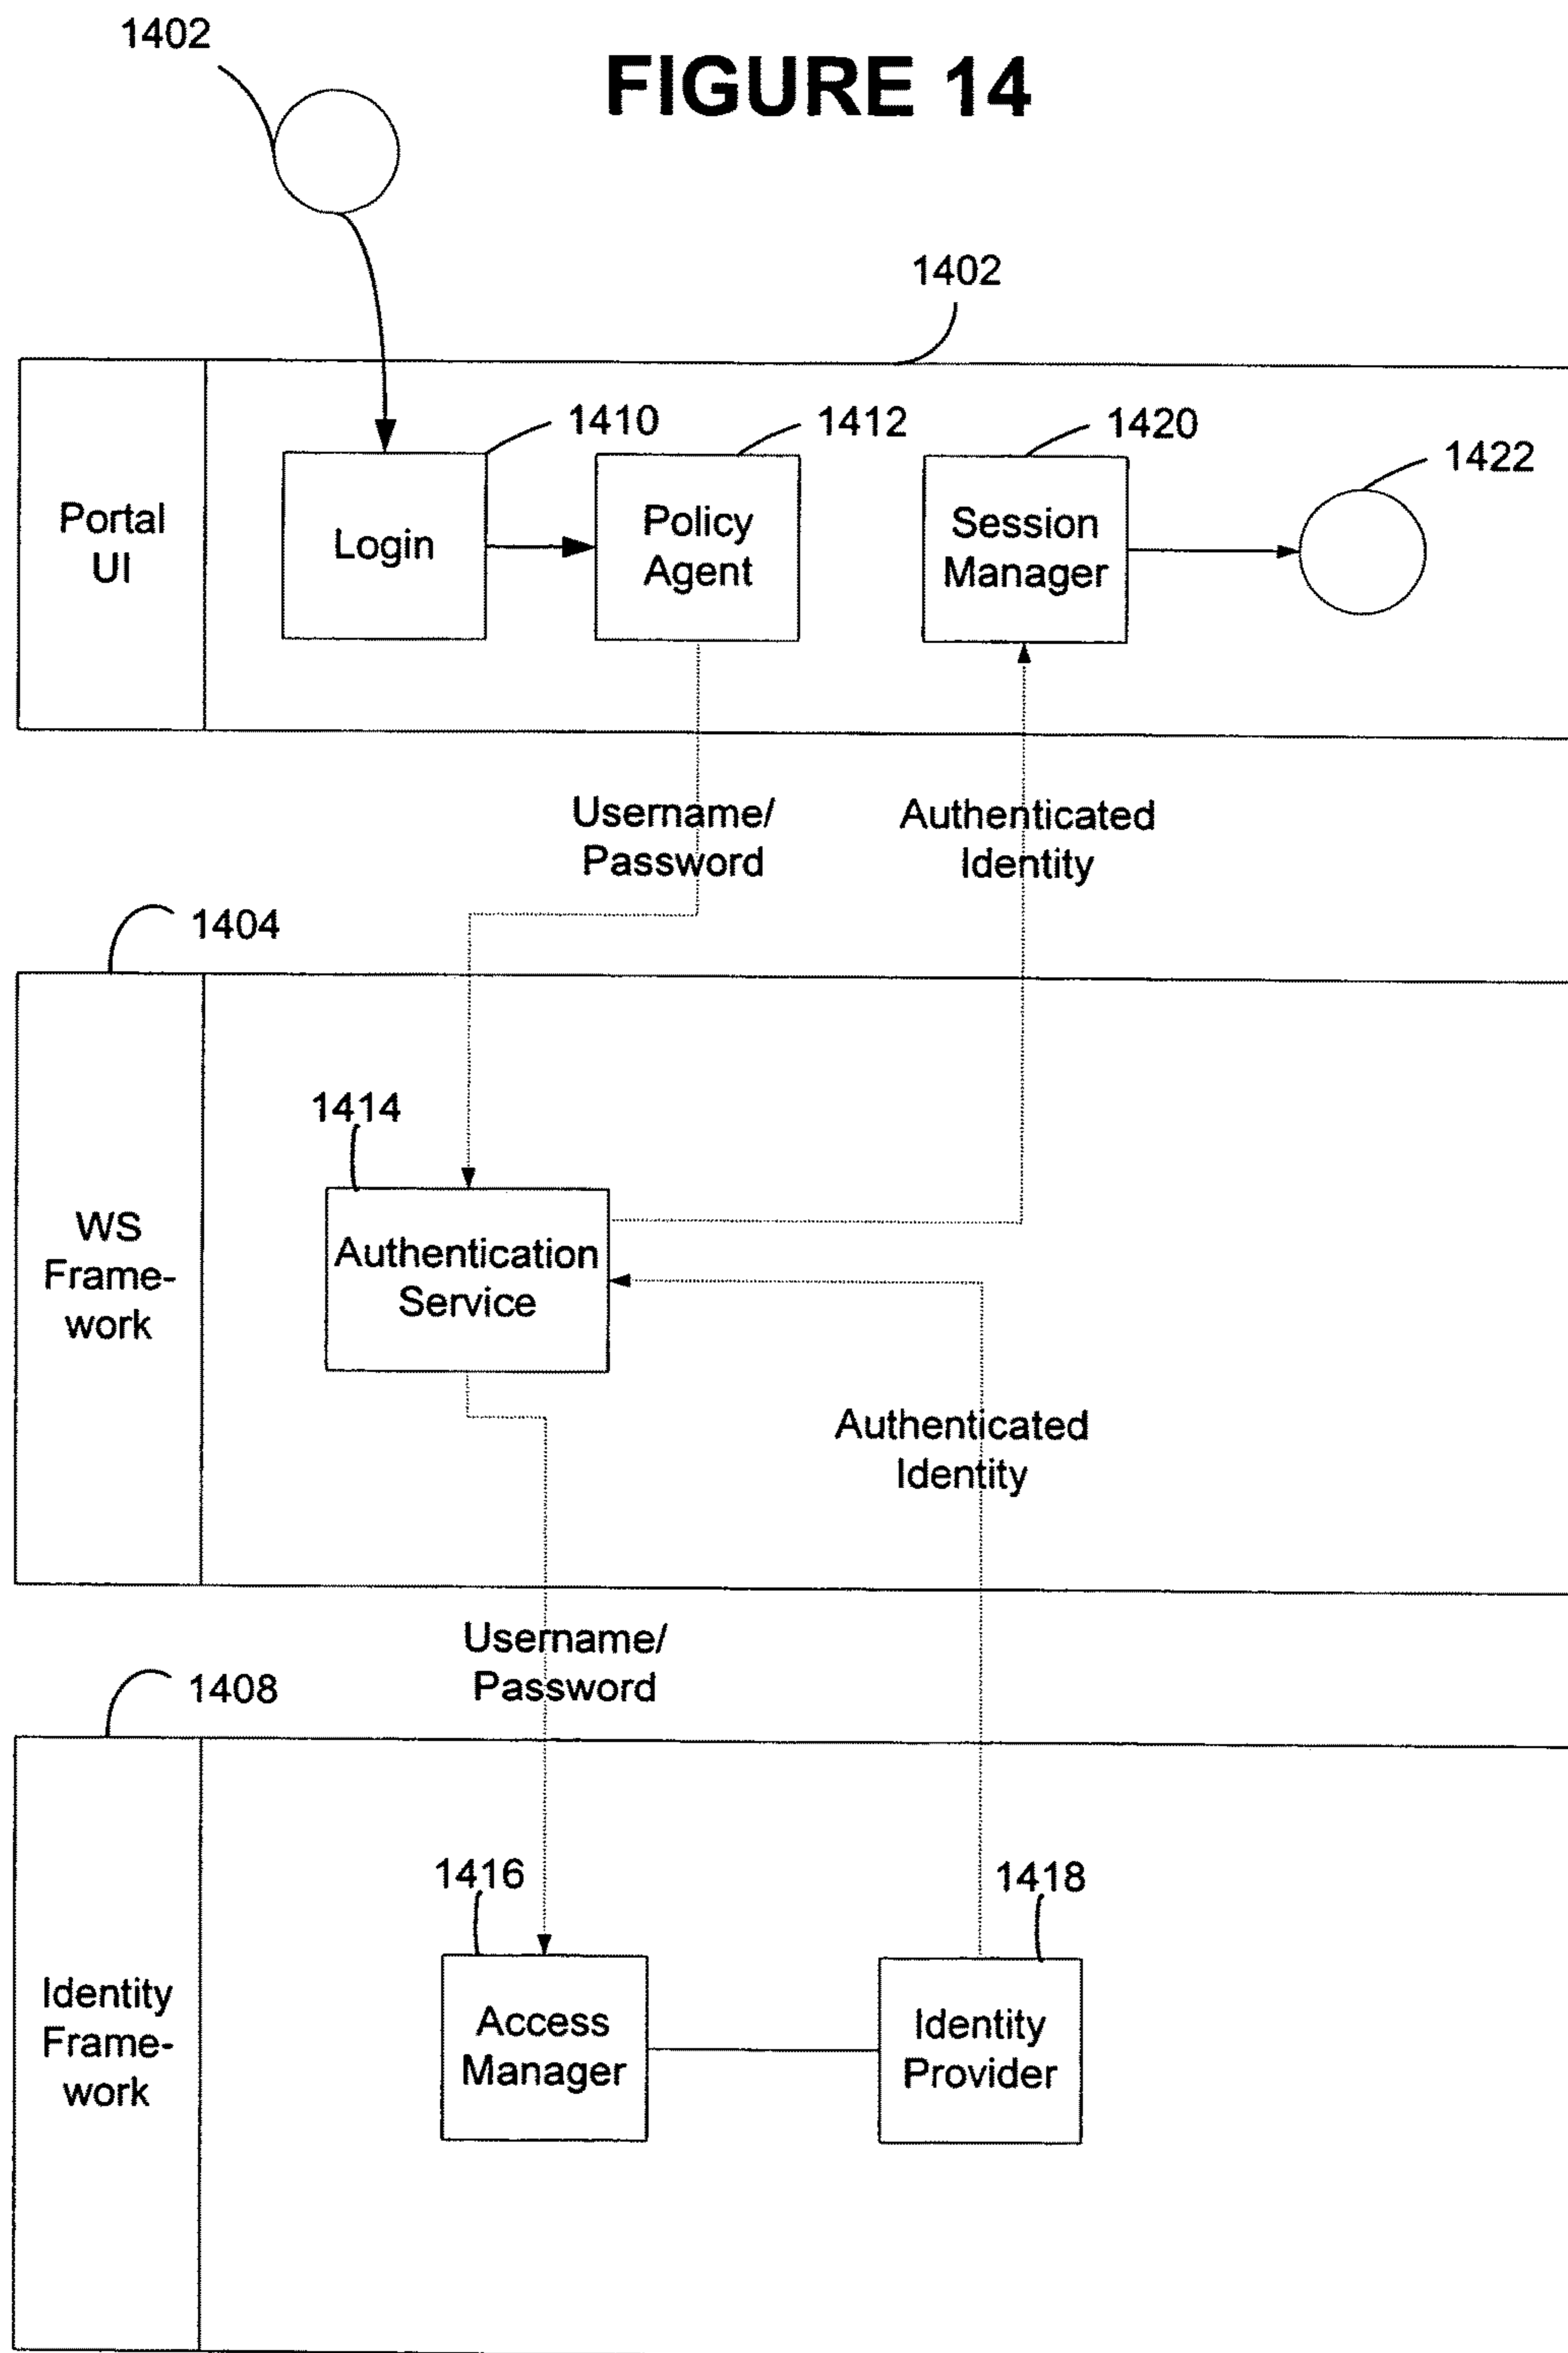 1402
FIGURE 14
1402
1410
1412
1420
1422
Portal
UI
Login
Policy
Agent
Session
Manager
Username/
Password
Authenticated
Identity
1404
1414
WS
Frame-
work
Authentication
Service
Authenticated
Identity
Username/
Password
1408
1416
1418
Identity
Frame-
work
Access
Manager
Identity
Provider